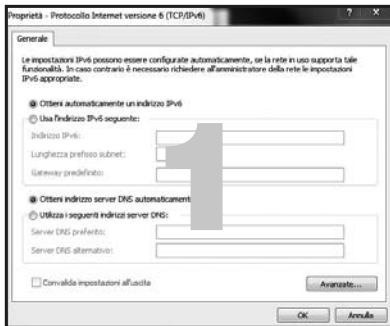 Proprietà - Protocollo Internet versione 6 (TCP/IPv6)
? X
Generale
Le impostazioni IPv6 possono essere configurate automaticamente, se la rete in uso supporta tale
funzionalità. In caso contrario è necessario richiedere all'amministratore della rete le impostazioni
IPv6 appropriate.
Ottieni automaticamente un indirizzo IPv6
Usa l'indirizzo IPv6 seguente:
Indirizzo IPv6:
Lunghezza prefisso subnet:
Gateway predefinito:
1
Ottieni indirizzo server DNS automaticamente
Utilizza i seguenti indirizzi server DNS:
Server DNS preferito:
Server DNS alternativo:
Convalida impostazioni all'uscita
Avanzate...
OK
Annulla